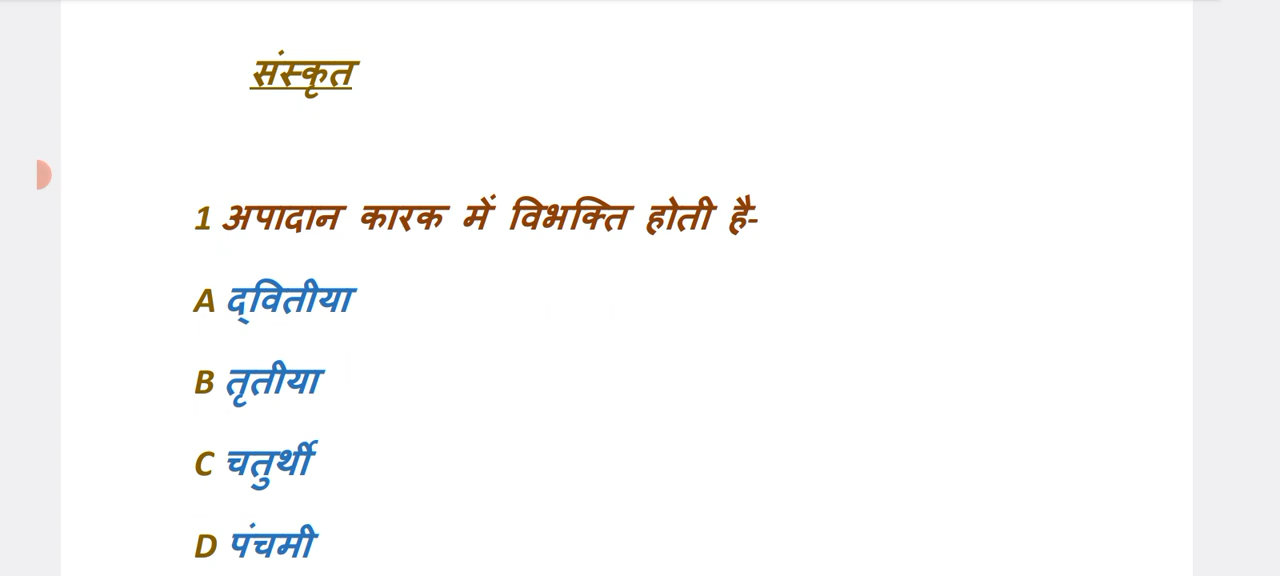 संस्कृत
1 अपादान कारक में विभक्ति होती है-
A द्वितीया
B तृतीया
C चतुर्थी
D पंचमी